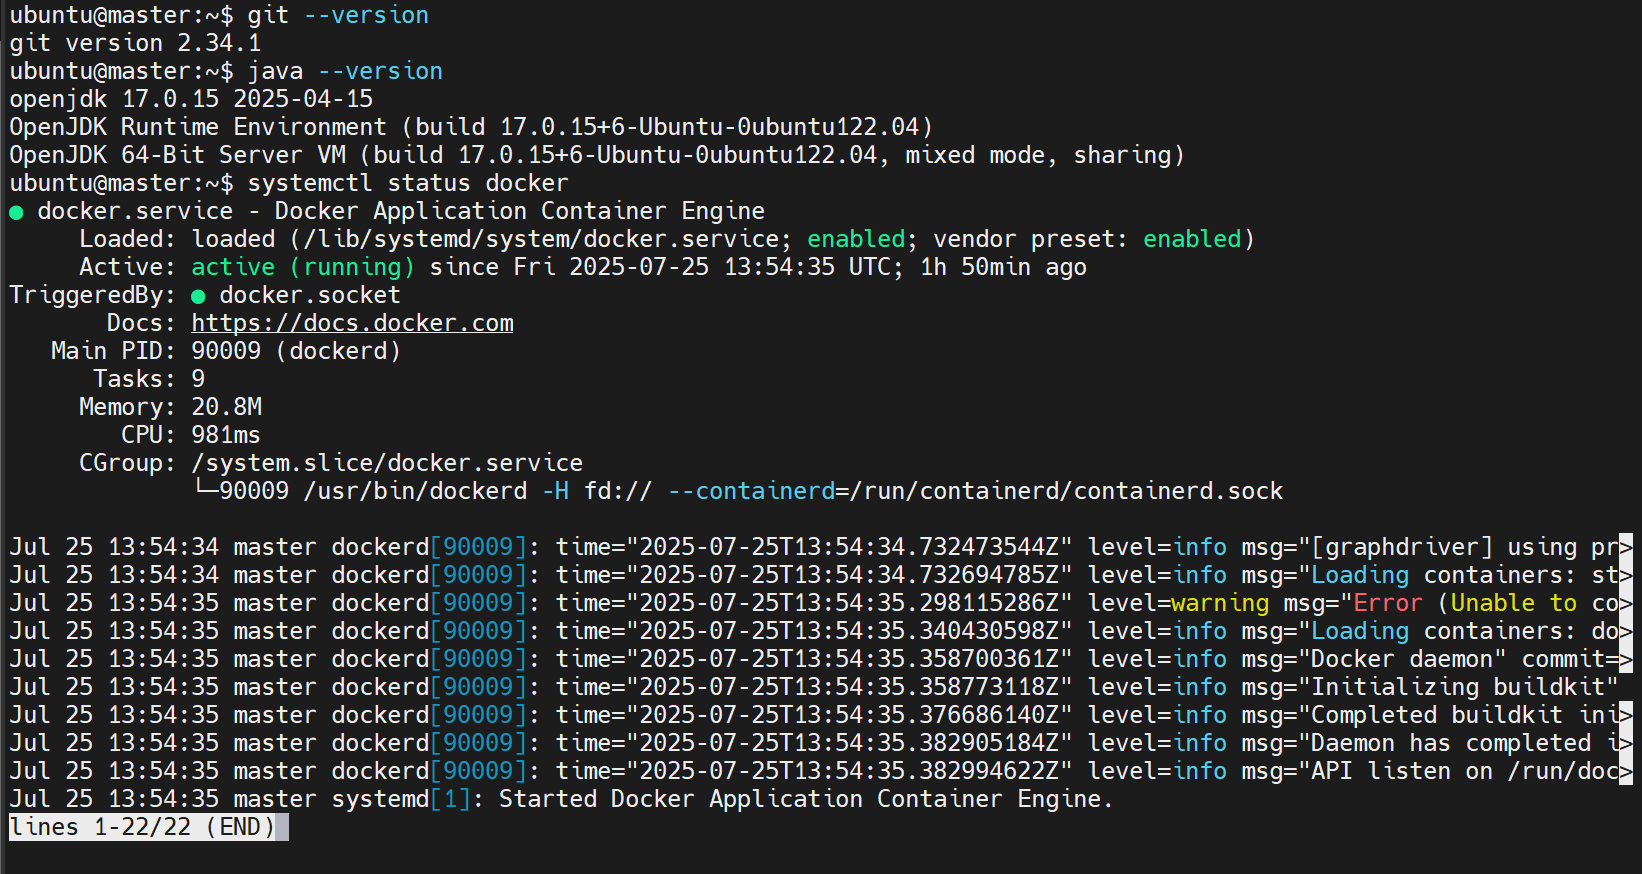 ubuntu@master:~$ git --version
git version 2.34.1
ubuntu@master:~$ java --version
openjdk 17.0.15 2025-04-15
OpenJDK Runtime Environment (build 17.0.15+6-Ubuntu-0ubuntu122.04)
OpenJDK 64-Bit Server VM (build 17.0.15+6-Ubuntu-0ubuntu122.04, mixed mode, sharing)
ubuntu@master:~$ systemctl status docker
● docker.service - Docker Application Container Engine
     Loaded: loaded (/lib/systemd/system/docker.service; enabled; vendor preset: enabled)
     Active: active (running) since Fri 2025-07-25 13:54:35 UTC; 1h 50min ago
TriggeredBy: ● docker.socket
       Docs: https://docs.docker.com
   Main PID: 90009 (dockerd)
      Tasks: 9
     Memory: 20.8M
        CPU: 981ms
     CGroup: /system.slice/docker.service
             └─90009 /usr/bin/dockerd -H fd:// --containerd=/run/containerd/containerd.sock

Jul 25 13:54:34 master dockerd[90009]: time="2025-07-25T13:54:34.732473544Z" level=info msg="[graphdriver] using pr>
Jul 25 13:54:34 master dockerd[90009]: time="2025-07-25T13:54:34.732694785Z" level=info msg="Loading containers: st>
Jul 25 13:54:35 master dockerd[90009]: time="2025-07-25T13:54:35.298115286Z" level=warning msg="Error (Unable to co>
Jul 25 13:54:35 master dockerd[90009]: time="2025-07-25T13:54:35.340430598Z" level=info msg="Loading containers: do>
Jul 25 13:54:35 master dockerd[90009]: time="2025-07-25T13:54:35.358700361Z" level=info msg="Docker daemon" commit=>
Jul 25 13:54:35 master dockerd[90009]: time="2025-07-25T13:54:35.358773118Z" level=info msg="Initializing buildkit"
Jul 25 13:54:35 master dockerd[90009]: time="2025-07-25T13:54:35.376686140Z" level=info msg="Completed buildkit ini>
Jul 25 13:54:35 master dockerd[90009]: time="2025-07-25T13:54:35.382905184Z" level=info msg="Daemon has completed i>
Jul 25 13:54:35 master dockerd[90009]: time="2025-07-25T13:54:35.382994622Z" level=info msg="API listen on /run/doc>
Jul 25 13:54:35 master systemd[1]: Started Docker Application Container Engine.
lines 1-22/22 (END)